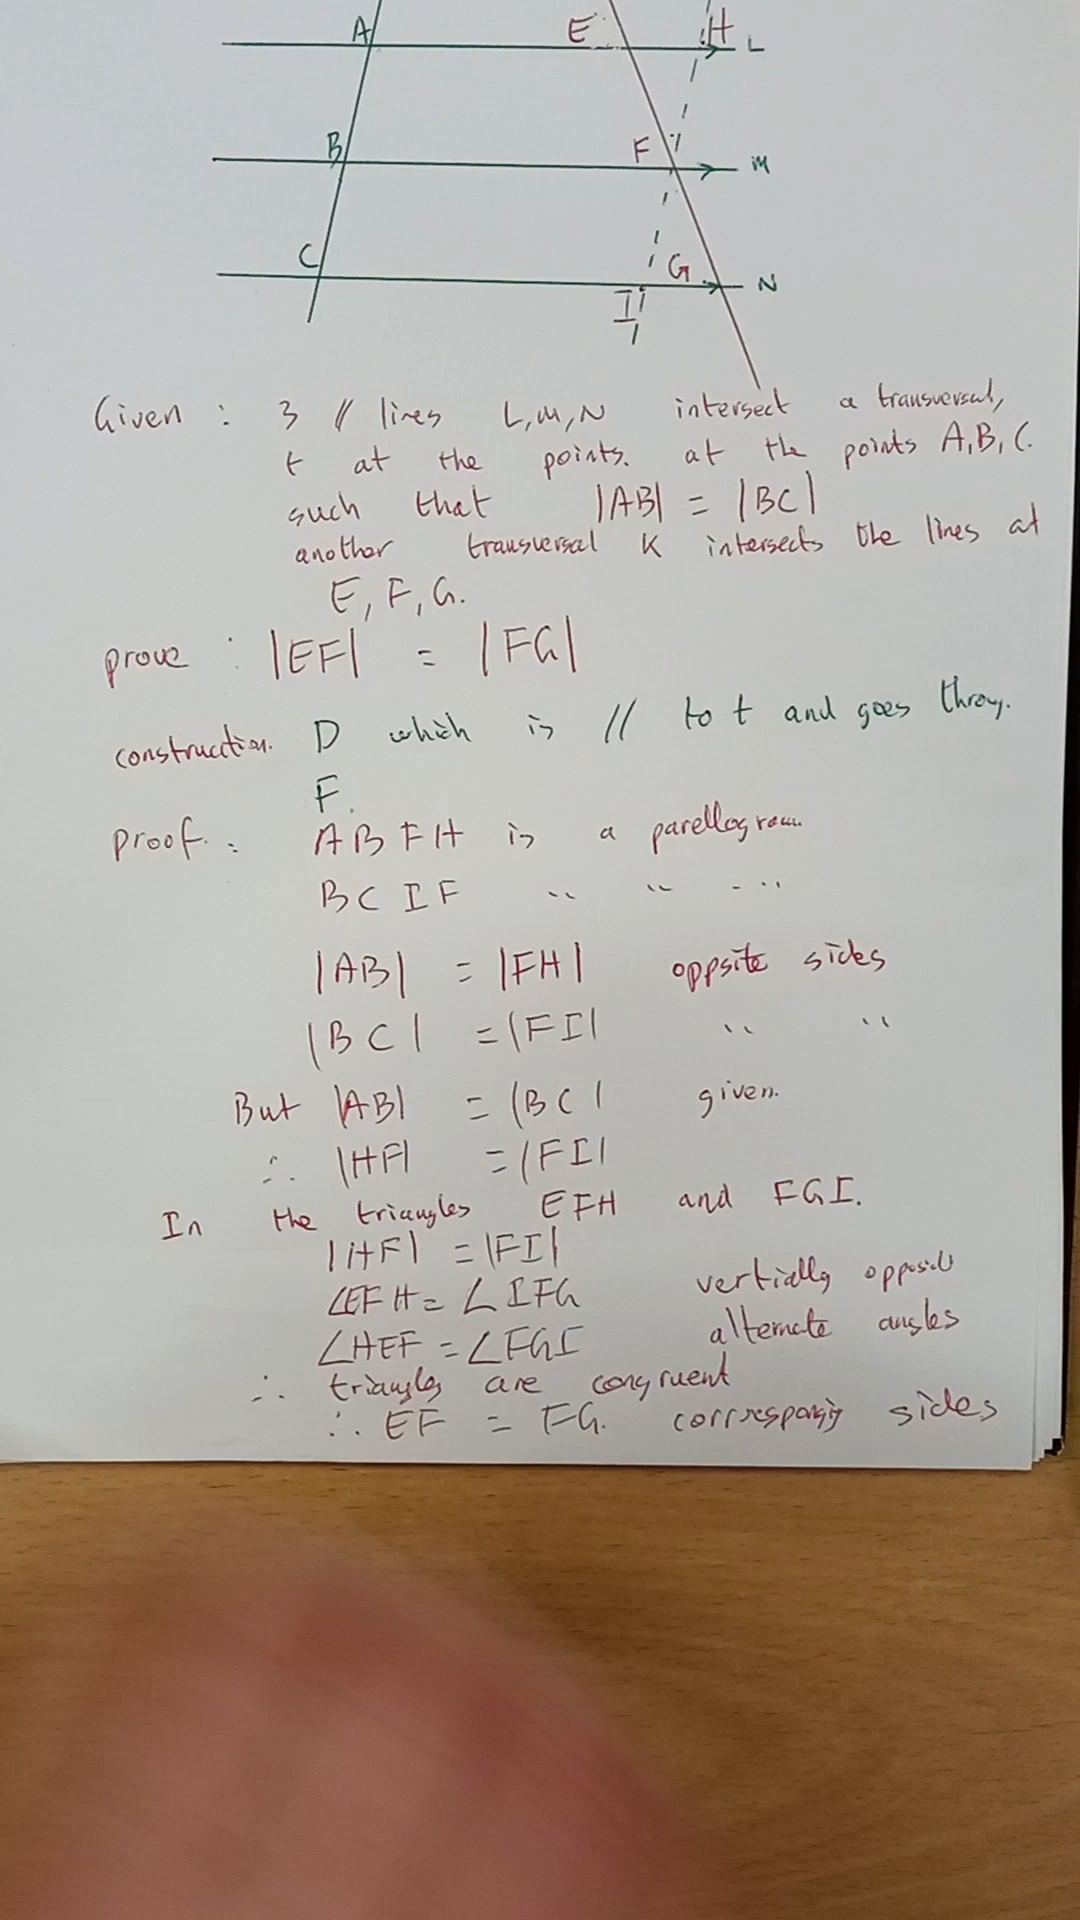 A E H L
B F M
C G N
I
Given : 3 // lines L,M,N intersect a transversal,
t at the points. at the points A,B,C.
such that |AB| = |BC|
another transversal K intersects the lines at
E, F, G.
prove : |EF| = |FG|
construction. D which is // to t and goes throg.
F.
Proof. : ABFH is a parellogram.
BCIF " " "
|AB| = |FH| oppsite sides
|BC| = |FI| " "
But |AB| = |BC| given.
∴ |HF| = |FI|
In the triangles EFH and FGI.
|HF| = |FI|
∠EFH = ∠IFG vertially opposite
∠HEF = ∠FGI alternate angles
∴ triangles are congruent
∴ EF = FG. sides